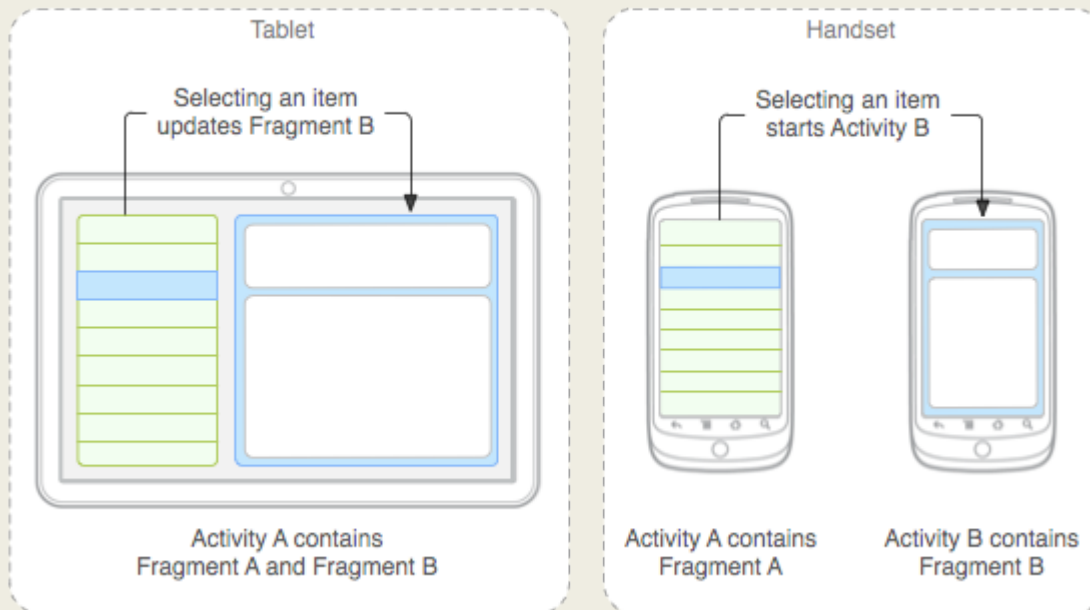 Tablet
Selecting an item
updates Fragment B
Activity A contains
Fragment A and Fragment B
Handset
Selecting an item
starts Activity B
Activity A contains
Fragment A
Activity B contains
Fragment B